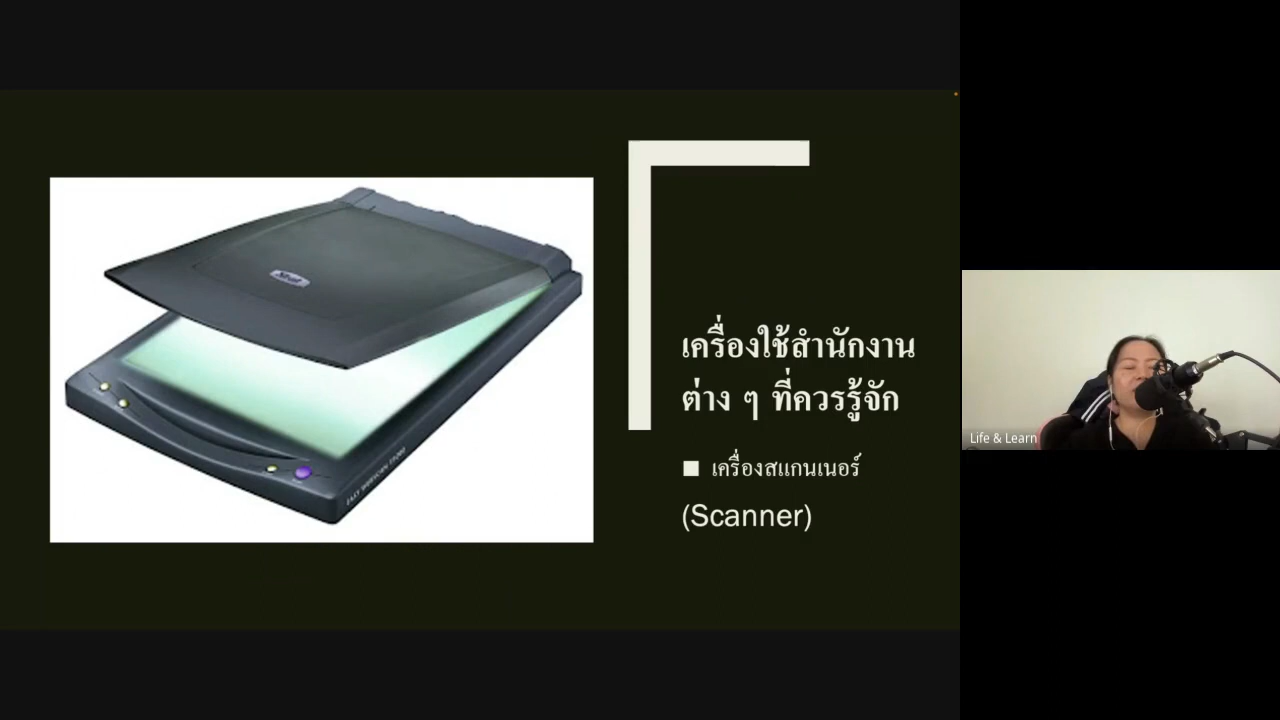 เครื่องใช้สำนักงาน
ต่าง ๆ ที่ควรรู้จัก
เครื่องสแกนเนอร์
(Scanner)
Life & Learn